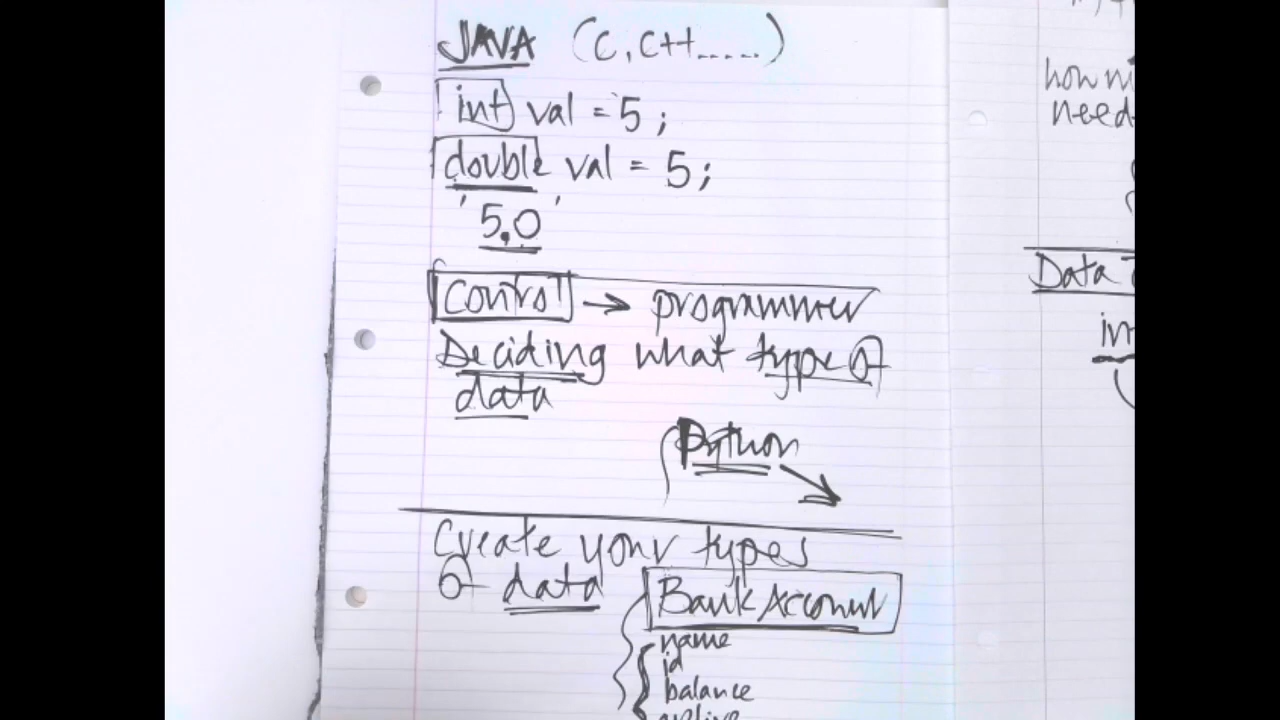 JAVA (C, C++.....)
int val = 5;
double val = 5;
'5.0'
Control → programmer
Deciding what type of
data
Python
Create your types
of data
Bank Account
name
id
balance
how
need
Data
in